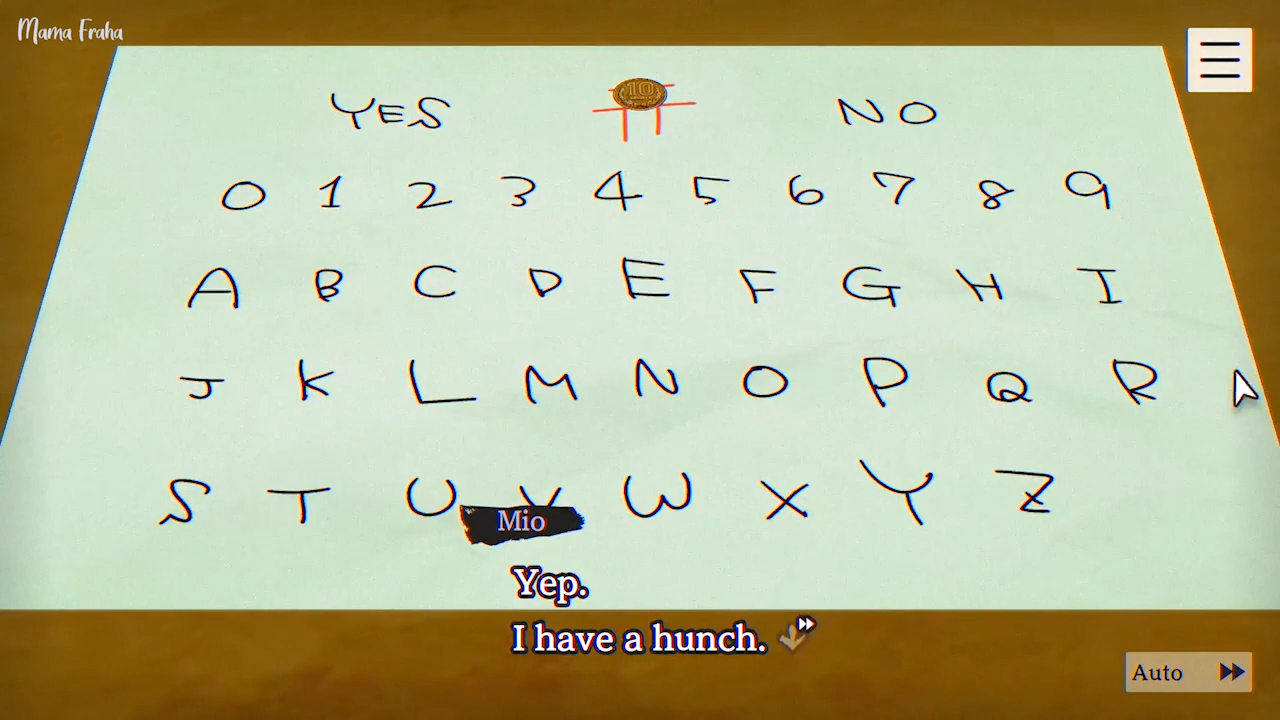 Mama Fraha
YES 10 NO
0 1 2 3 4 5 6 7 8 9
A B C D E F G H I
J K L M N O P Q R
S T U V W X Y Z
Mio
Yep.
I have a hunch.
Auto